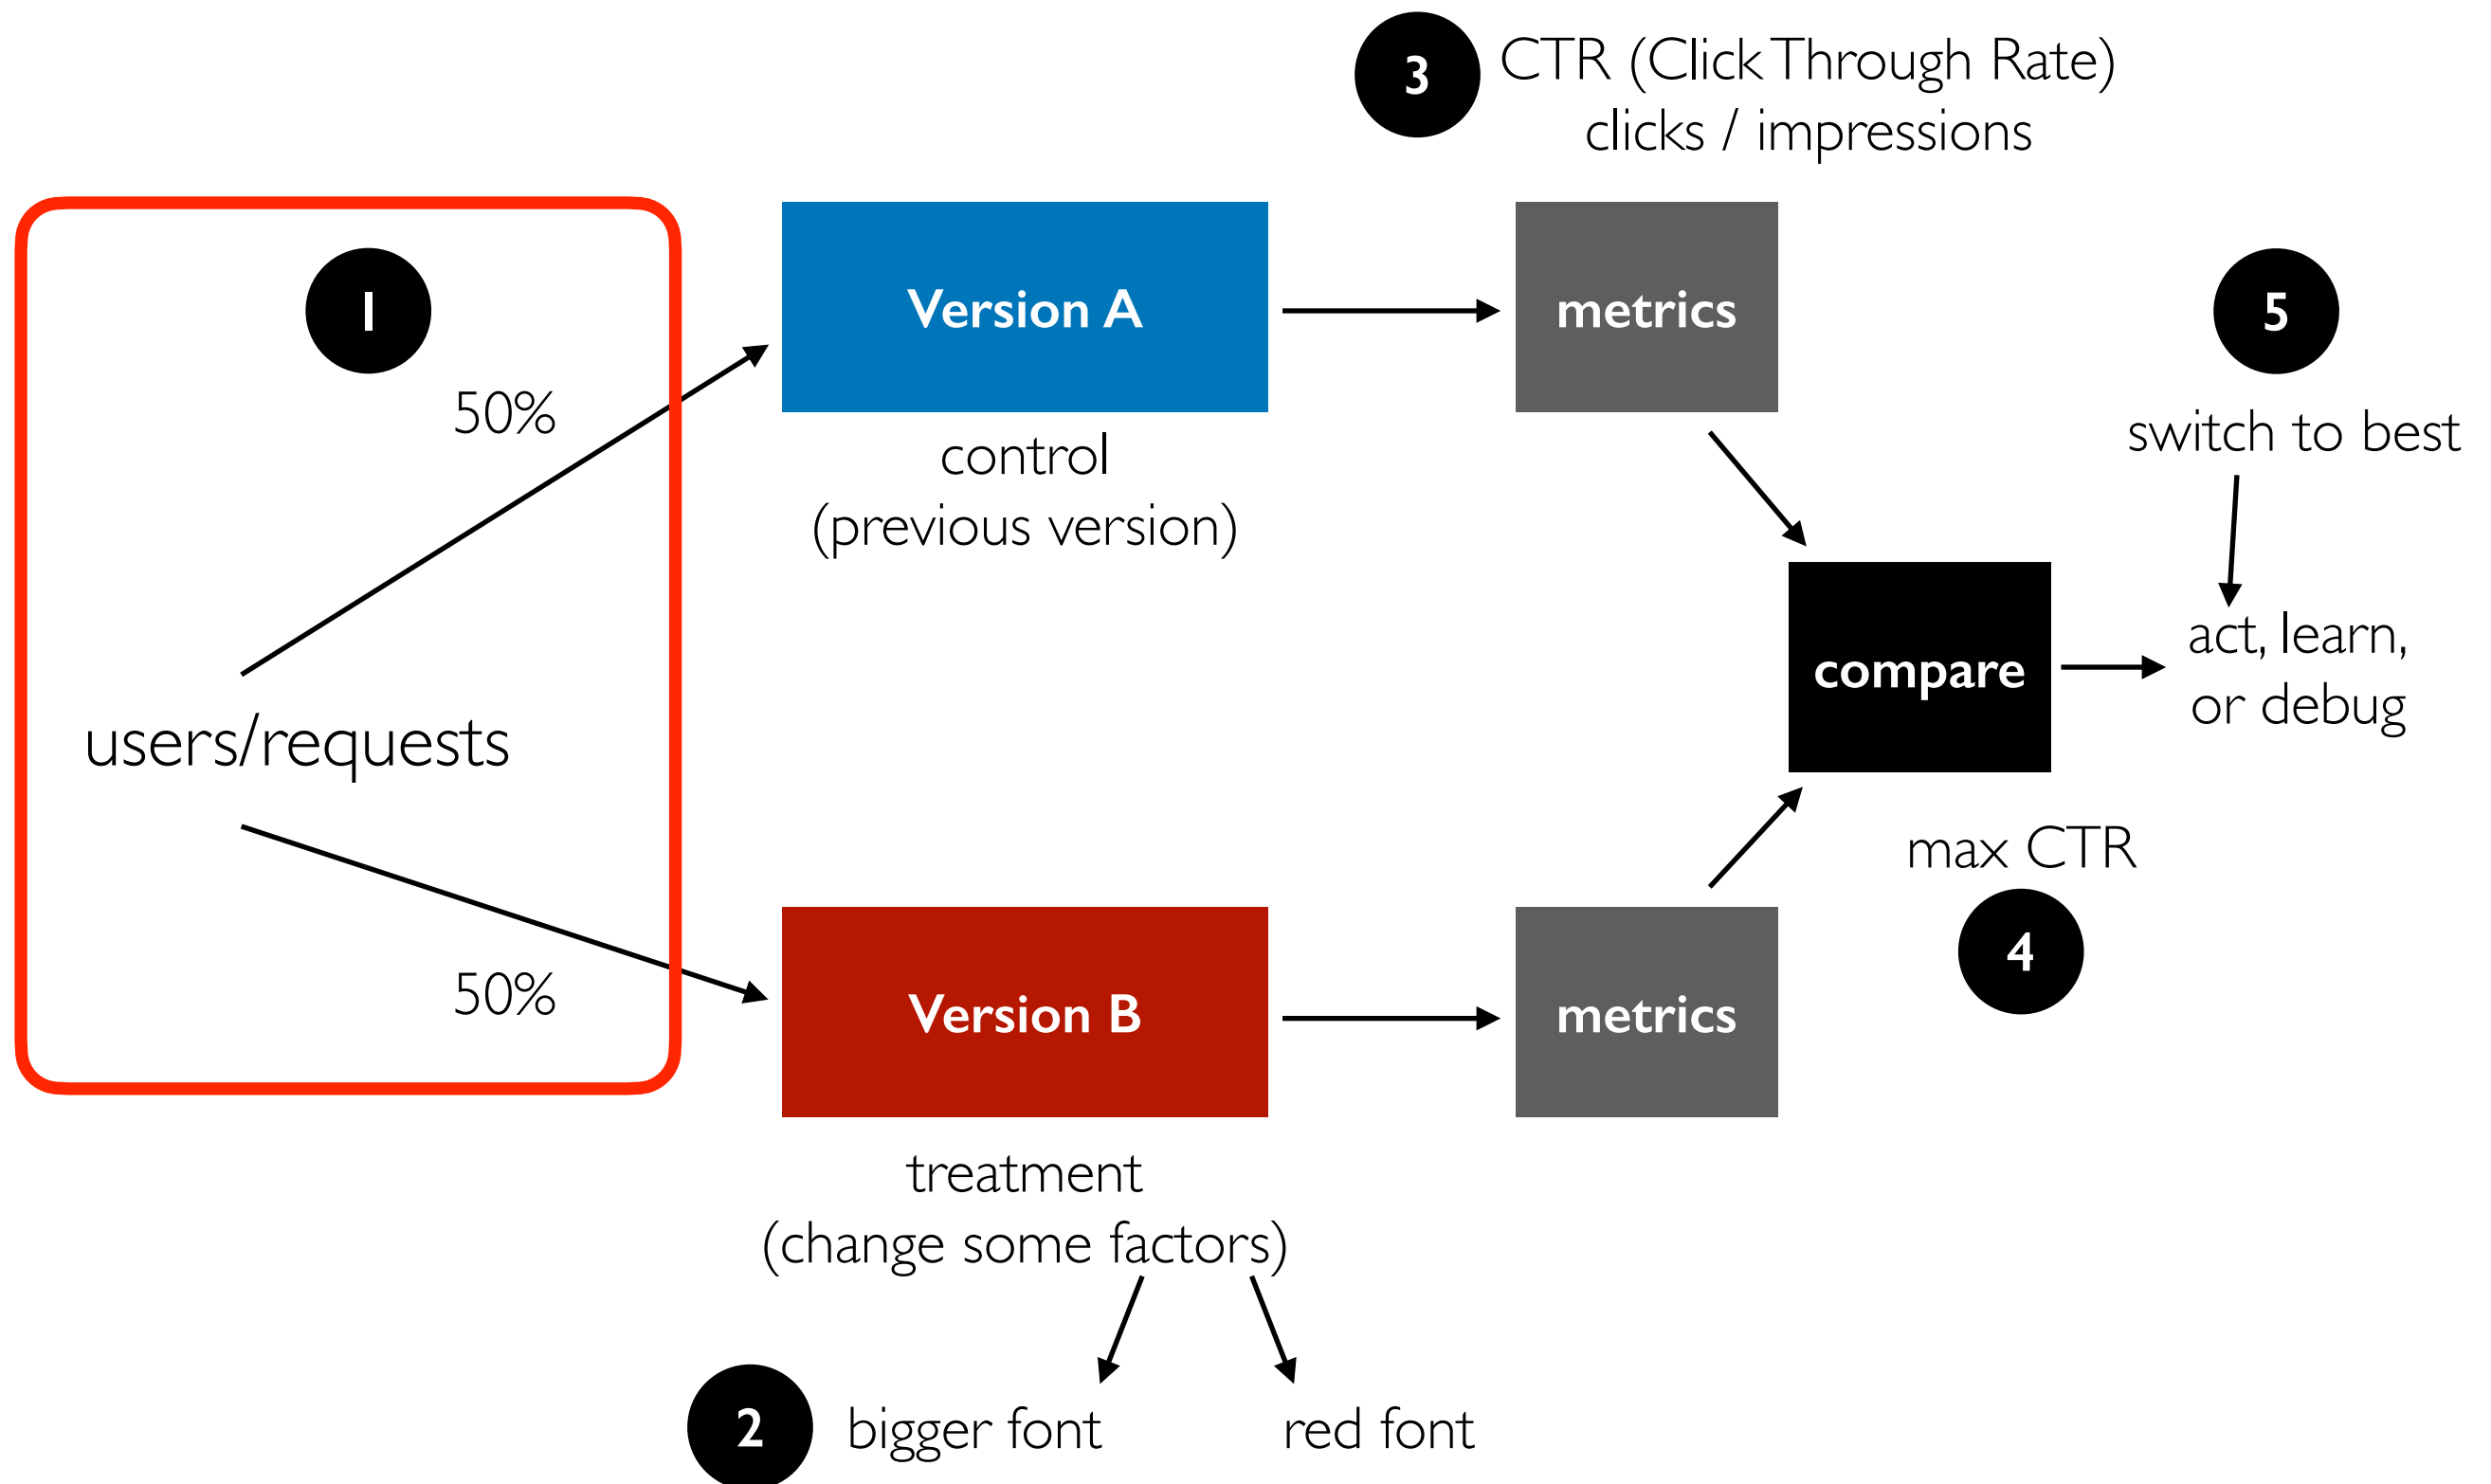 3
CTR (Click Through Rate)
clicks / impressions
1
Version A
metrics
5
50%
control
(previous version)
switch to best
users/requests
compare
act, learn,
or debug
max CTR
4
50%
Version B
metrics
treatment
(change some factors)
2
bigger font
red font